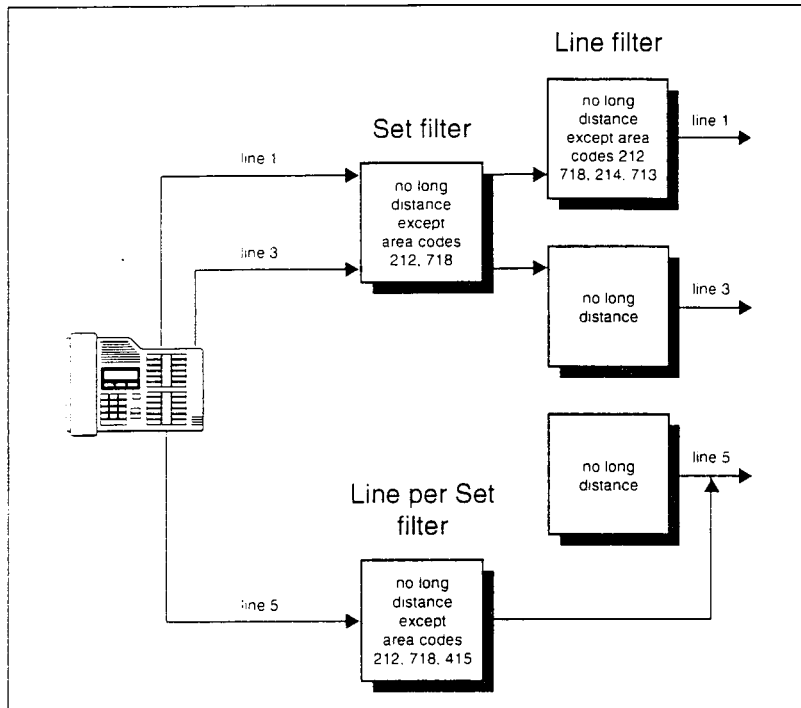 Line filter
no long
distance
except area
codes 212
718, 214, 713
line 1
Set filter
line 1
no long
distance
except
area codes
212, 718
line 3
no long
distance
line 3
no long
distance
line 5
Line per Set
filter
no long
distance
except
area codes
212, 718, 415
line 5